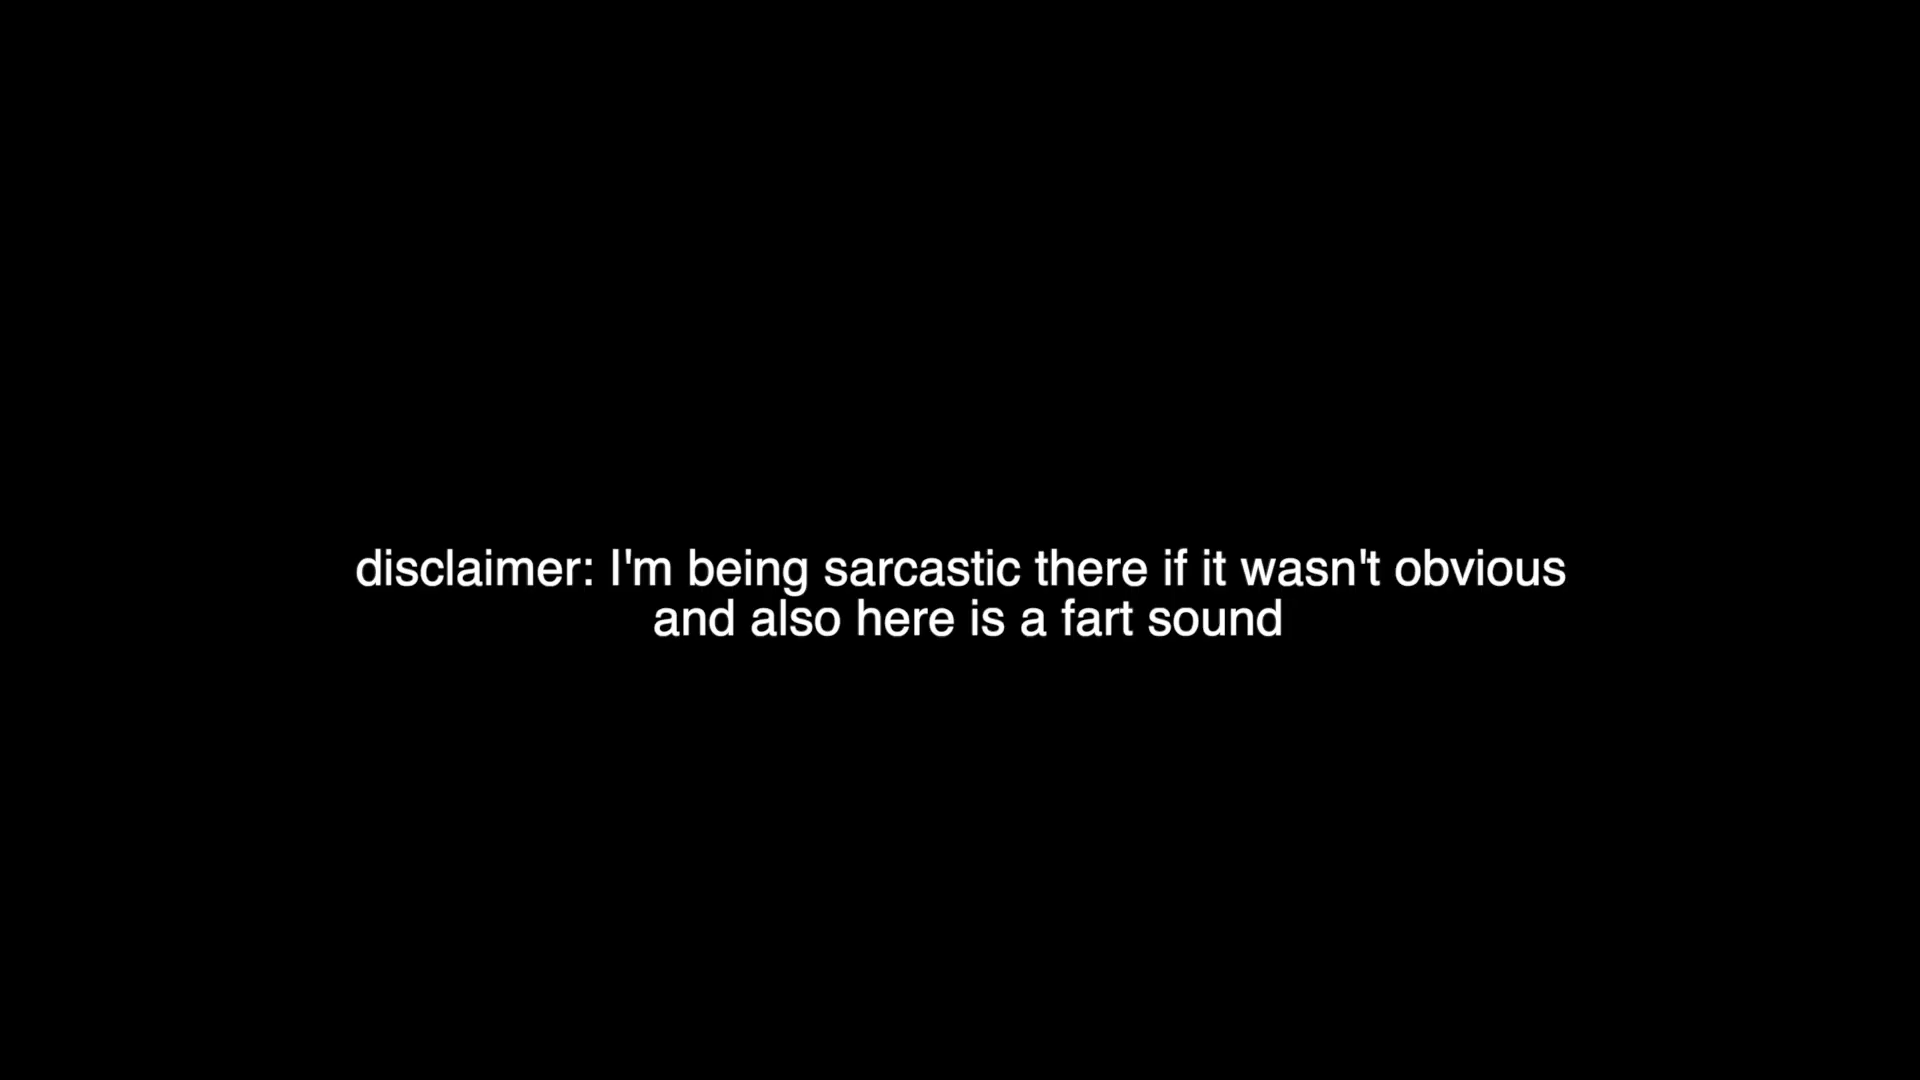 disclaimer: I'm being sarcastic there if it wasn't obvious
and also here is a fart sound